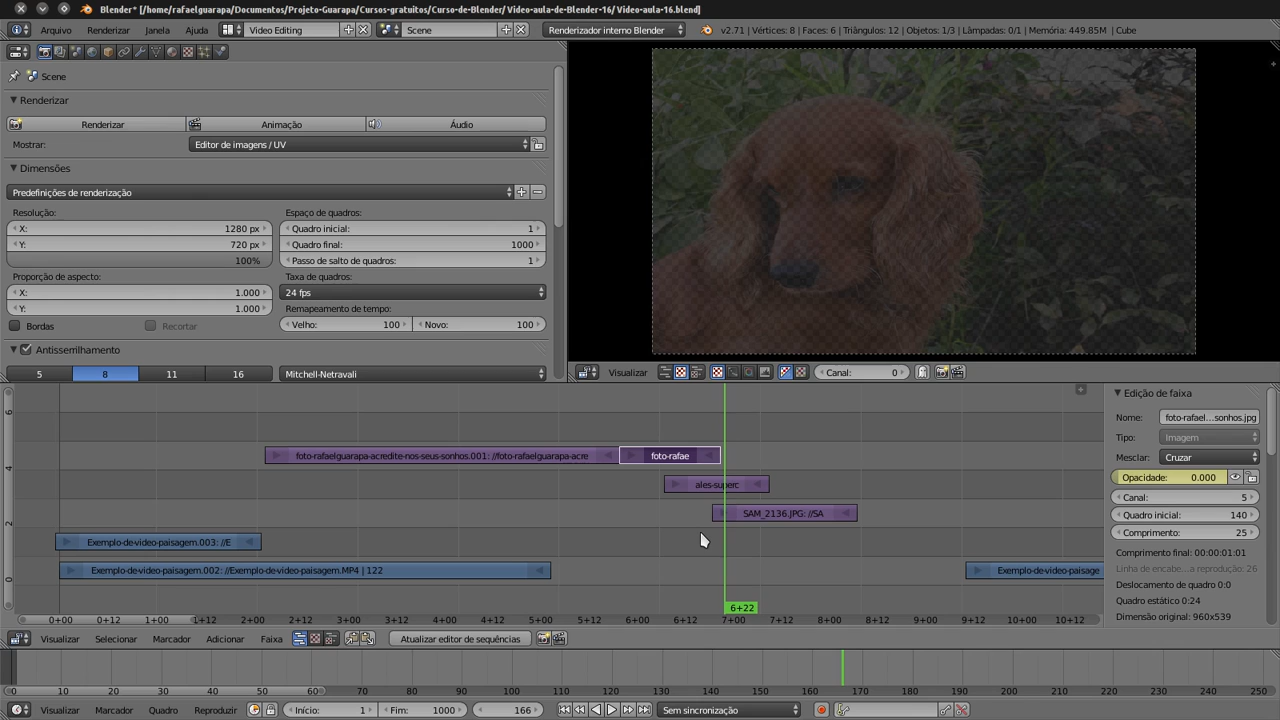 Blender* [/home/rafaelguarapa/Documentos/Projeto-Guarapa/Cursos-gratuitos/Curso-de-Blender/Video-aula-de-Blender-16/Video-aula-16.blend]
Arquivo Renderizar Janela Ajuda Video Editing Scene Renderizador interno Blender v2.71 | Vértices: 8 | Faces: 6 | Triângulos: 12 | Objetos: 1/3 | Lâmpadas: 0/1 | Memória: 449.85M | Cube
Scene
Renderizar
Renderizar Animação Áudio
Mostrar: Editor de imagens / UV
Dimensões
Predefinições de renderização
Resolução: Espaço de quadros:
X: 1280 px Quadro inicial: 1
Y: 720 px Quadro final: 1000
100% Passo de salto de quadros: 1
Proporção de aspecto: Taxa de quadros:
X: 1.000 24 fps
Y: 1.000 Remapeamento de tempo:
Bordas Recortar Velho: 100 Novo: 100
Antisserrilhamento
5 8 11 16 Mitchell-Netravali
Visualizar Canal: 0
Edição de faixa
Nome: foto-rafael...sonhos.jpg
Tipo: Imagem
Mesclar: Cruzar
Opacidade: 0.000
Canal: 5
Quadro inicial: 140
Comprimento: 25
Comprimento final: 00:00:01:01
Linha de encabe...a reprodução: 26
Deslocamento de quadro 0:0
Quadro estático 0:24
Dimensão original: 960x539
6
4
2
0
foto-rafaelguarapa-acredite-nos-seus-sonhos.001: //foto-rafaelguarapa-acre foto-rafae
ales-superc
SAM_2136.JPG: //SA
Exemplo-de-video-paisagem.003: //E
Exemplo-de-video-paisagem.002: //Exemplo-de-video-paisagem.MP4 | 122 Exemplo-de-video-paisage
6+22
0+00 0+12 1+00 1+12 2+00 2+12 3+00 3+12 4+00 4+12 5+00 5+12 6+00 6+12 7+00 7+12 8+00 8+12 9+00 9+12 10+00 10+12
Visualizar Selecionar Marcador Adicionar Faixa Atualizar editor de sequências
0 10 20 30 40 50 60 70 80 90 100 110 120 130 140 150 160 170 180 190 200 210 220 230 240 250
Visualizar Marcador Quadro Reproduzir Início: 1 Fim: 1000 166 Sem sincronização